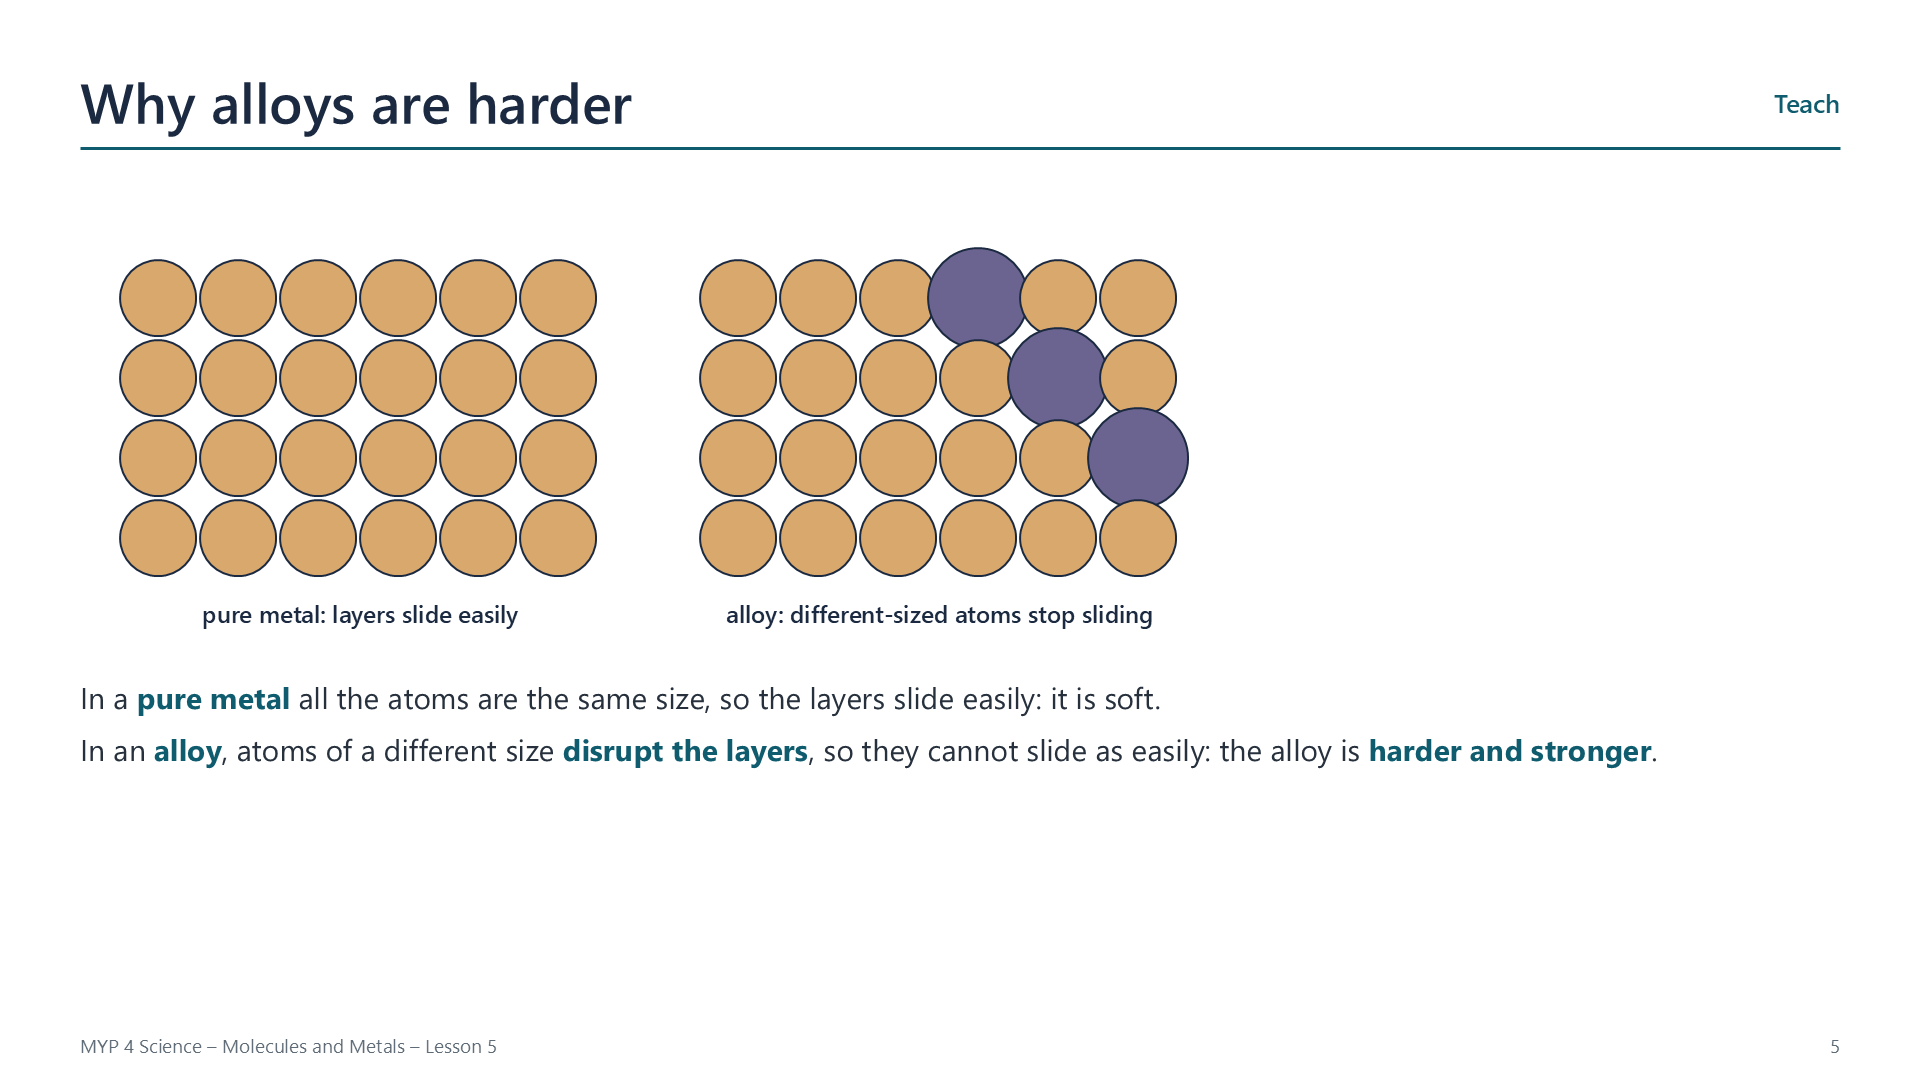 Why alloys are harder
Teach
pure metal: layers slide easily
alloy: different-sized atoms stop sliding
In a pure metal all the atoms are the same size, so the layers slide easily: it is soft.
In an alloy, atoms of a different size disrupt the layers, so they cannot slide as easily: the alloy is harder and stronger.
MYP 4 Science – Molecules and Metals – Lesson 5
5